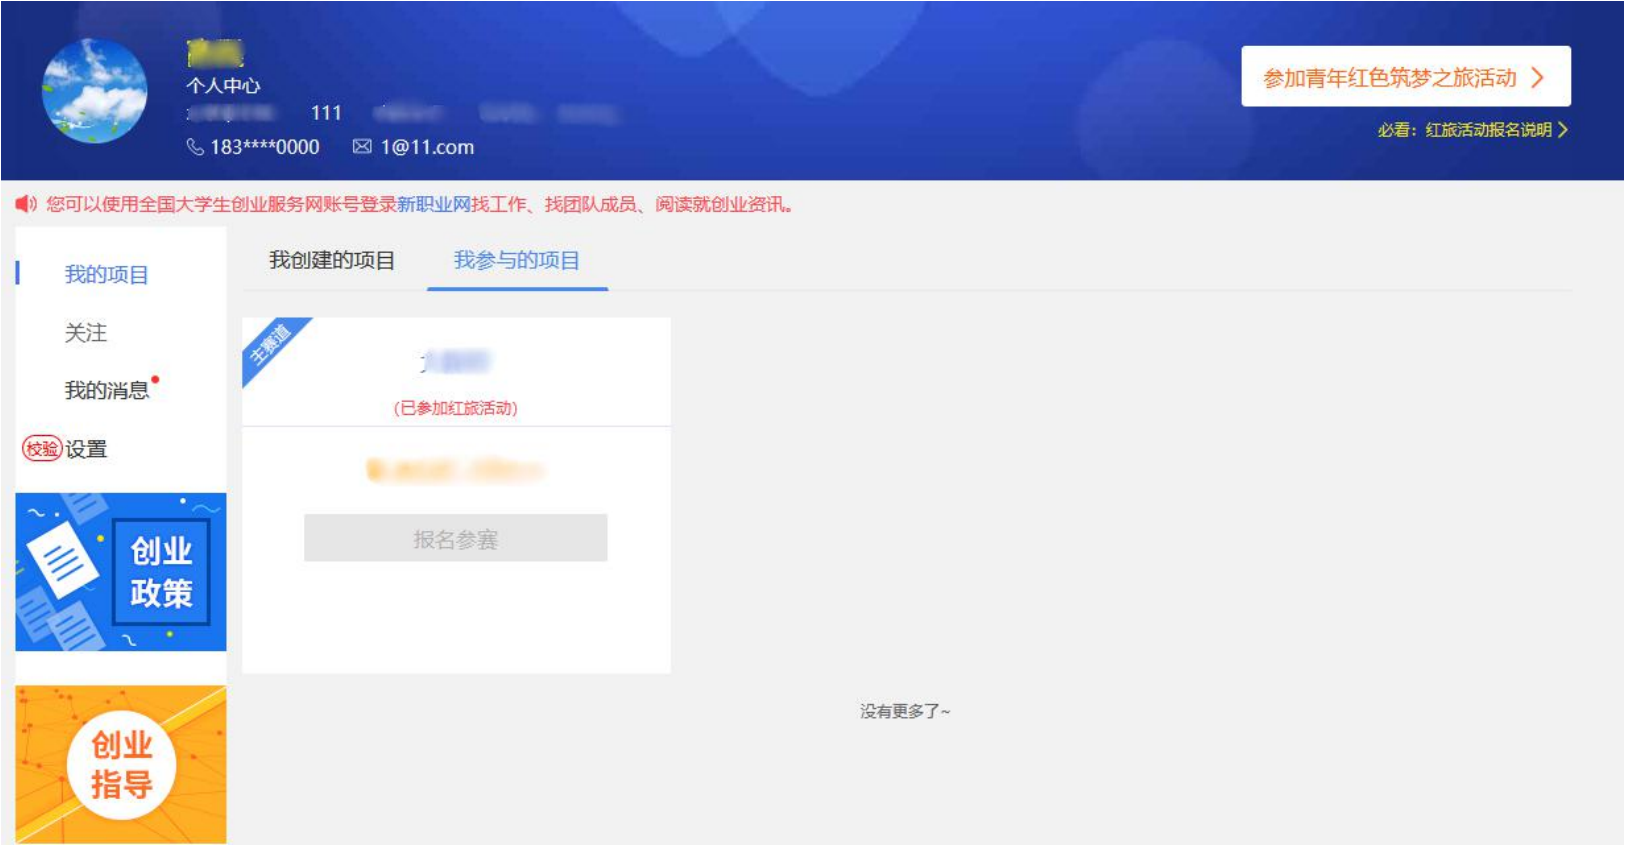 个人中心
111
183****0000 1@11.com
参加青年红色筑梦之旅活动
必看：红旅活动报名说明
您可以使用全国大学生创业服务网账号登录新职业网找工作、找团队成员、阅读就创业资讯。
我的项目
关注
我的消息
校验 设置
创业
政策
创业
指导
我创建的项目 我参与的项目
主赛道
(已参加红旅活动)
报名参赛
没有更多了~